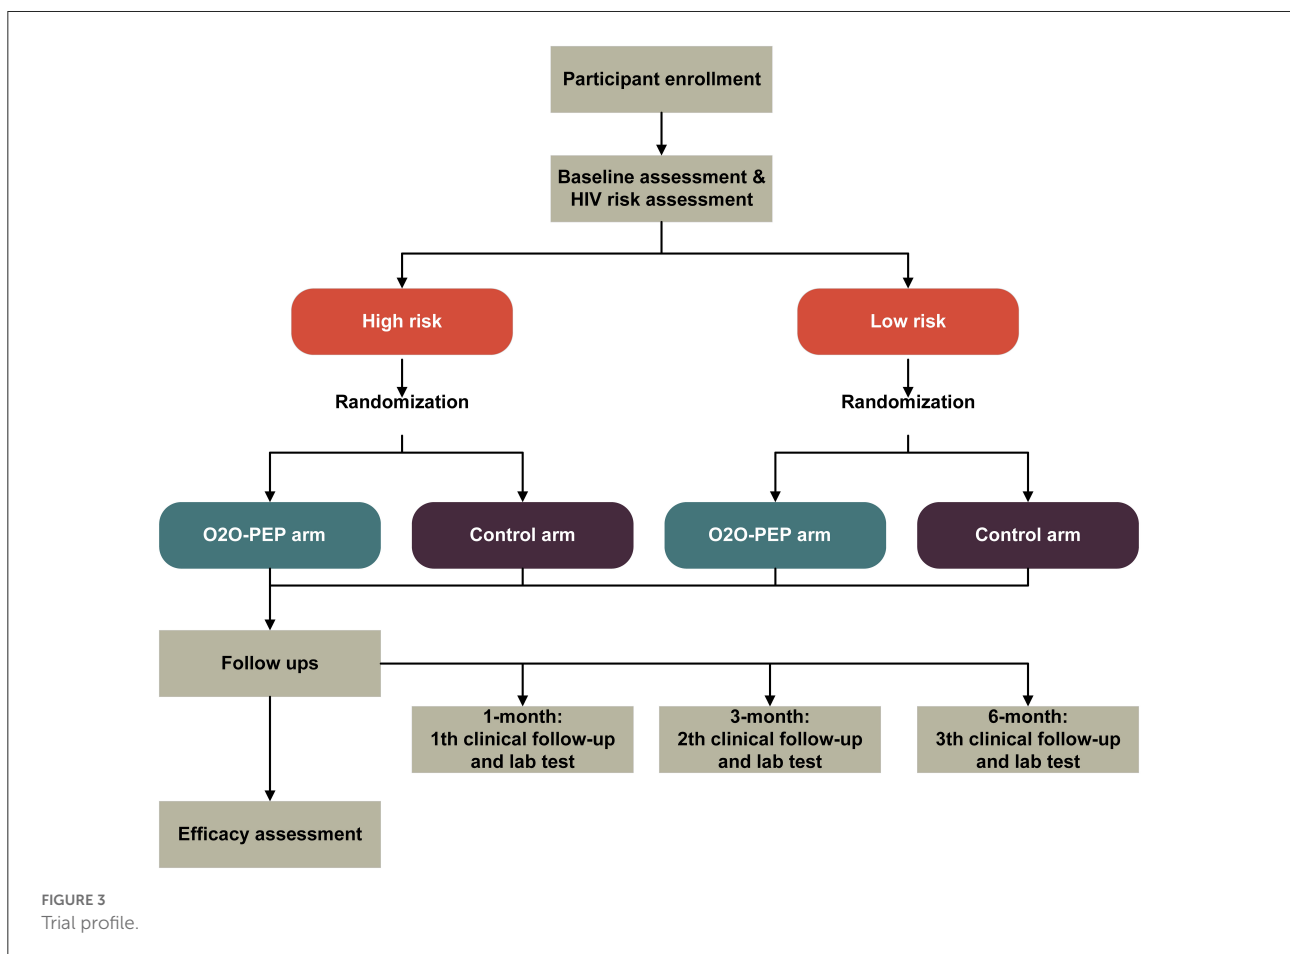 Participant enrollment
Baseline assessment &
HIV risk assessment
High risk
Low risk
Randomization
Randomization
O2O-PEP arm
Control arm
O2O-PEP arm
Control arm
Follow ups
1-month:
1th clinical follow-up
and lab test
3-month:
2th clinical follow-up
and lab test
6-month:
3th clinical follow-up
and lab test
Efficacy assessment
FIGURE 3
Trial profile.